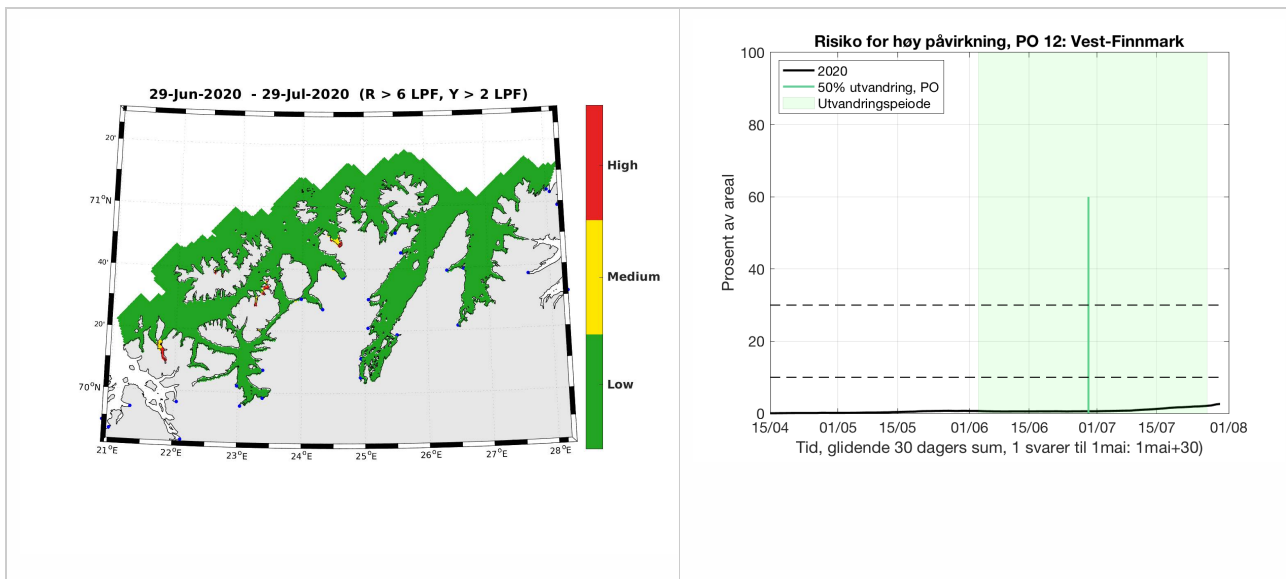 29-Jun-2020 - 29-Jul-2020 (R > 6 LPF, Y > 2 LPF)
20'
71°N
40'
20'
70°N
21°E
22°E
23°E
24°E
25°E
26°E
27°E
28°E
High
Medium
Low
Risiko for høy påvirkning, PO 12: Vest-Finnmark
2020
50% utvandring, PO
Utvandringspeiode
Prosent av areal
100
80
60
40
20
0
15/04
01/05
15/05
01/06
15/06
01/07
15/07
01/08
Tid, glidende 30 dagers sum, 1 svarer til 1mai: 1mai+30)